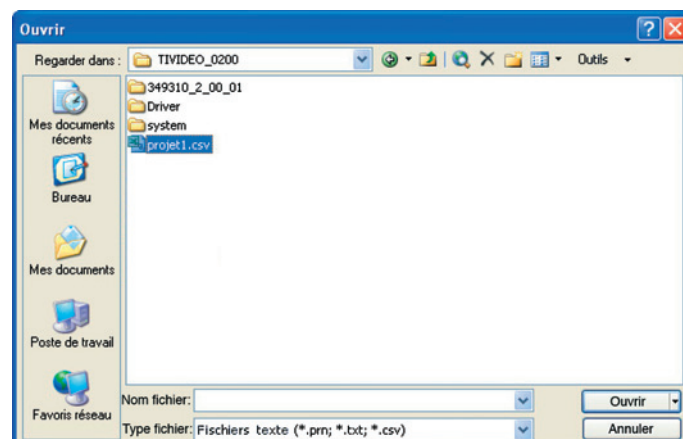 Ouvrir
Regarder dans :
TIVIDEO_0200
Outils
349310_2_00_01
Driver
system
projet1.csv
Mes documents
récents
Bureau
Mes documents
Poste de travail
Favoris réseau
Nom fichier:
Ouvrir
Type fichier:
Fischiers texte (*.prn; *.txt; *.csv)
Annuler